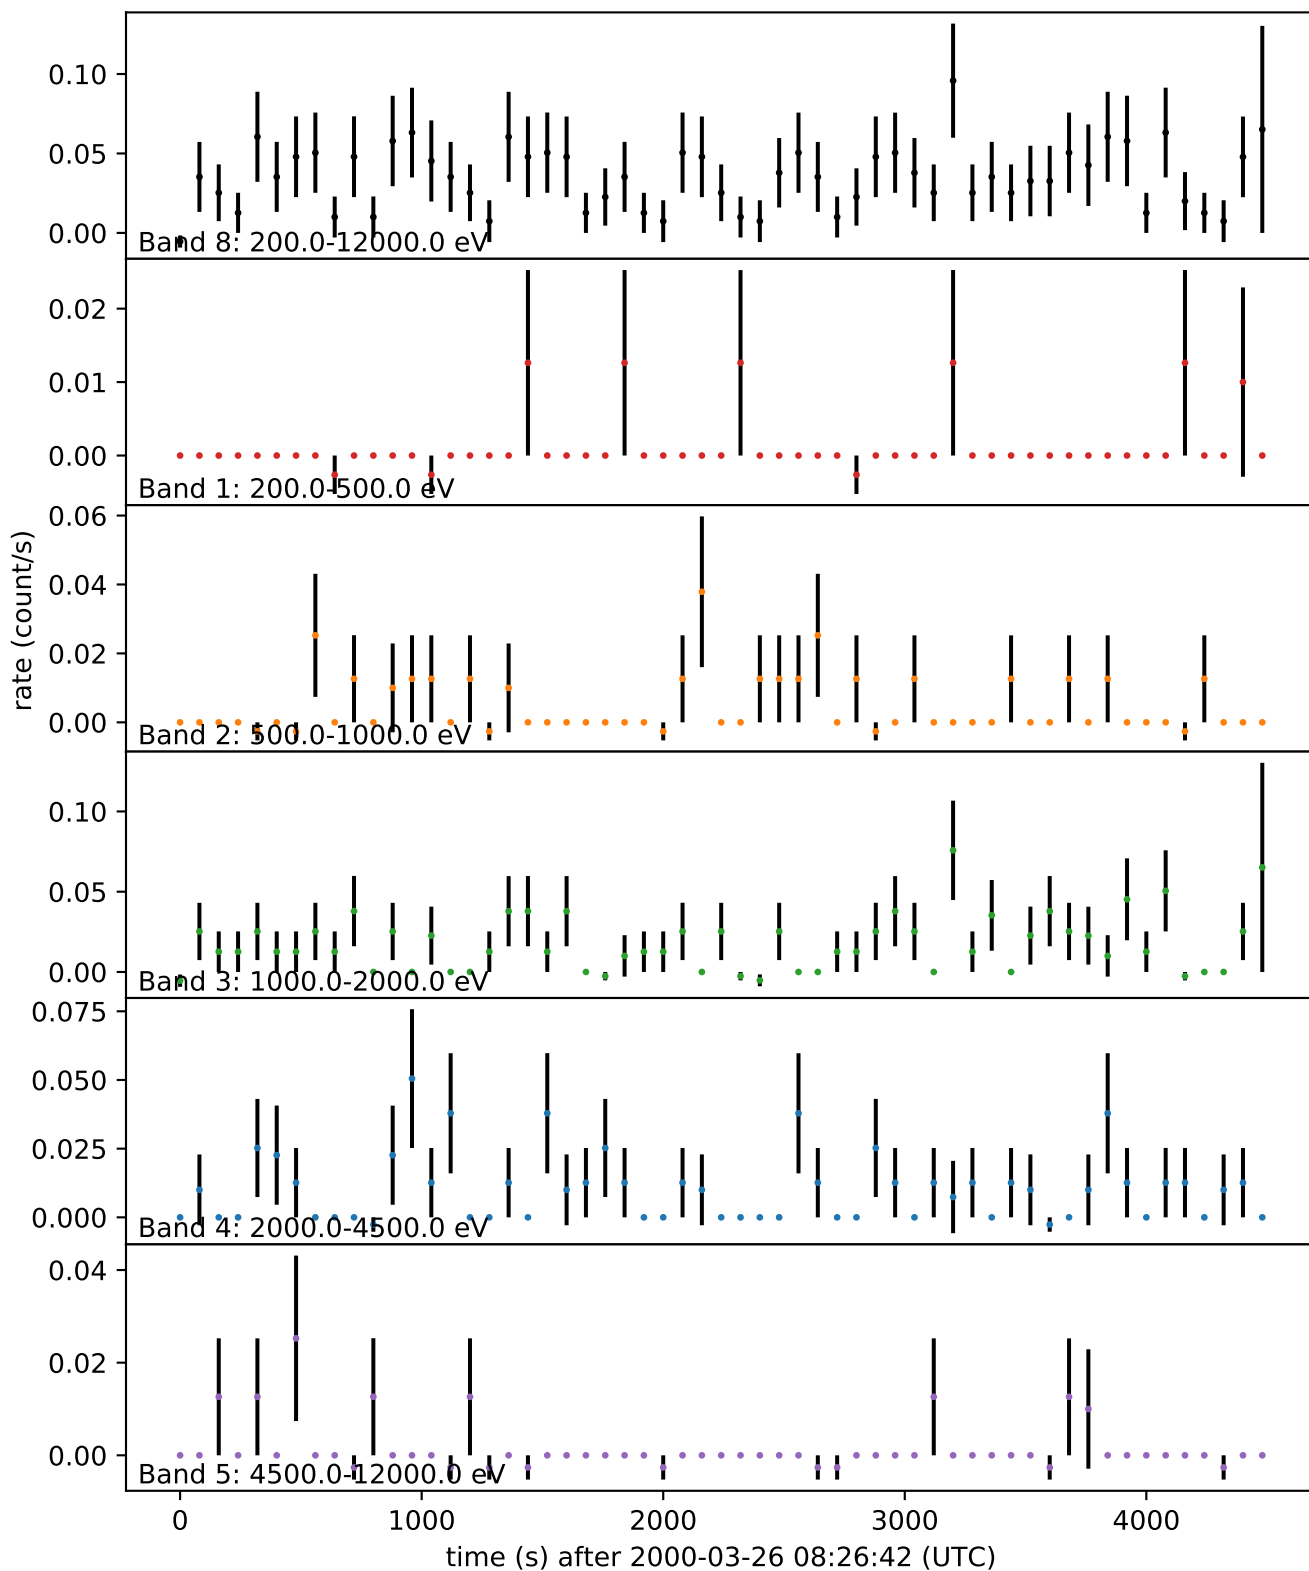 0.10
0.05
0.00
Band 8: 200.0-12000.0 eV
0.02
0.01
0.00
Band 1: 200.0-500.0 eV
rate (count/s)
0.06
0.04
0.02
0.00
Band 2: 500.0-1000.0 eV
0.10
0.05
0.00
Band 3: 1000.0-2000.0 eV
0.075
0.050
0.025
0.000
Band 4: 2000.0-4500.0 eV
0.04
0.02
0.00
Band 5: 4500.0-12000.0 eV
0 1000 2000 3000 4000
time (s) after 2000-03-26 08:26:42 (UTC)